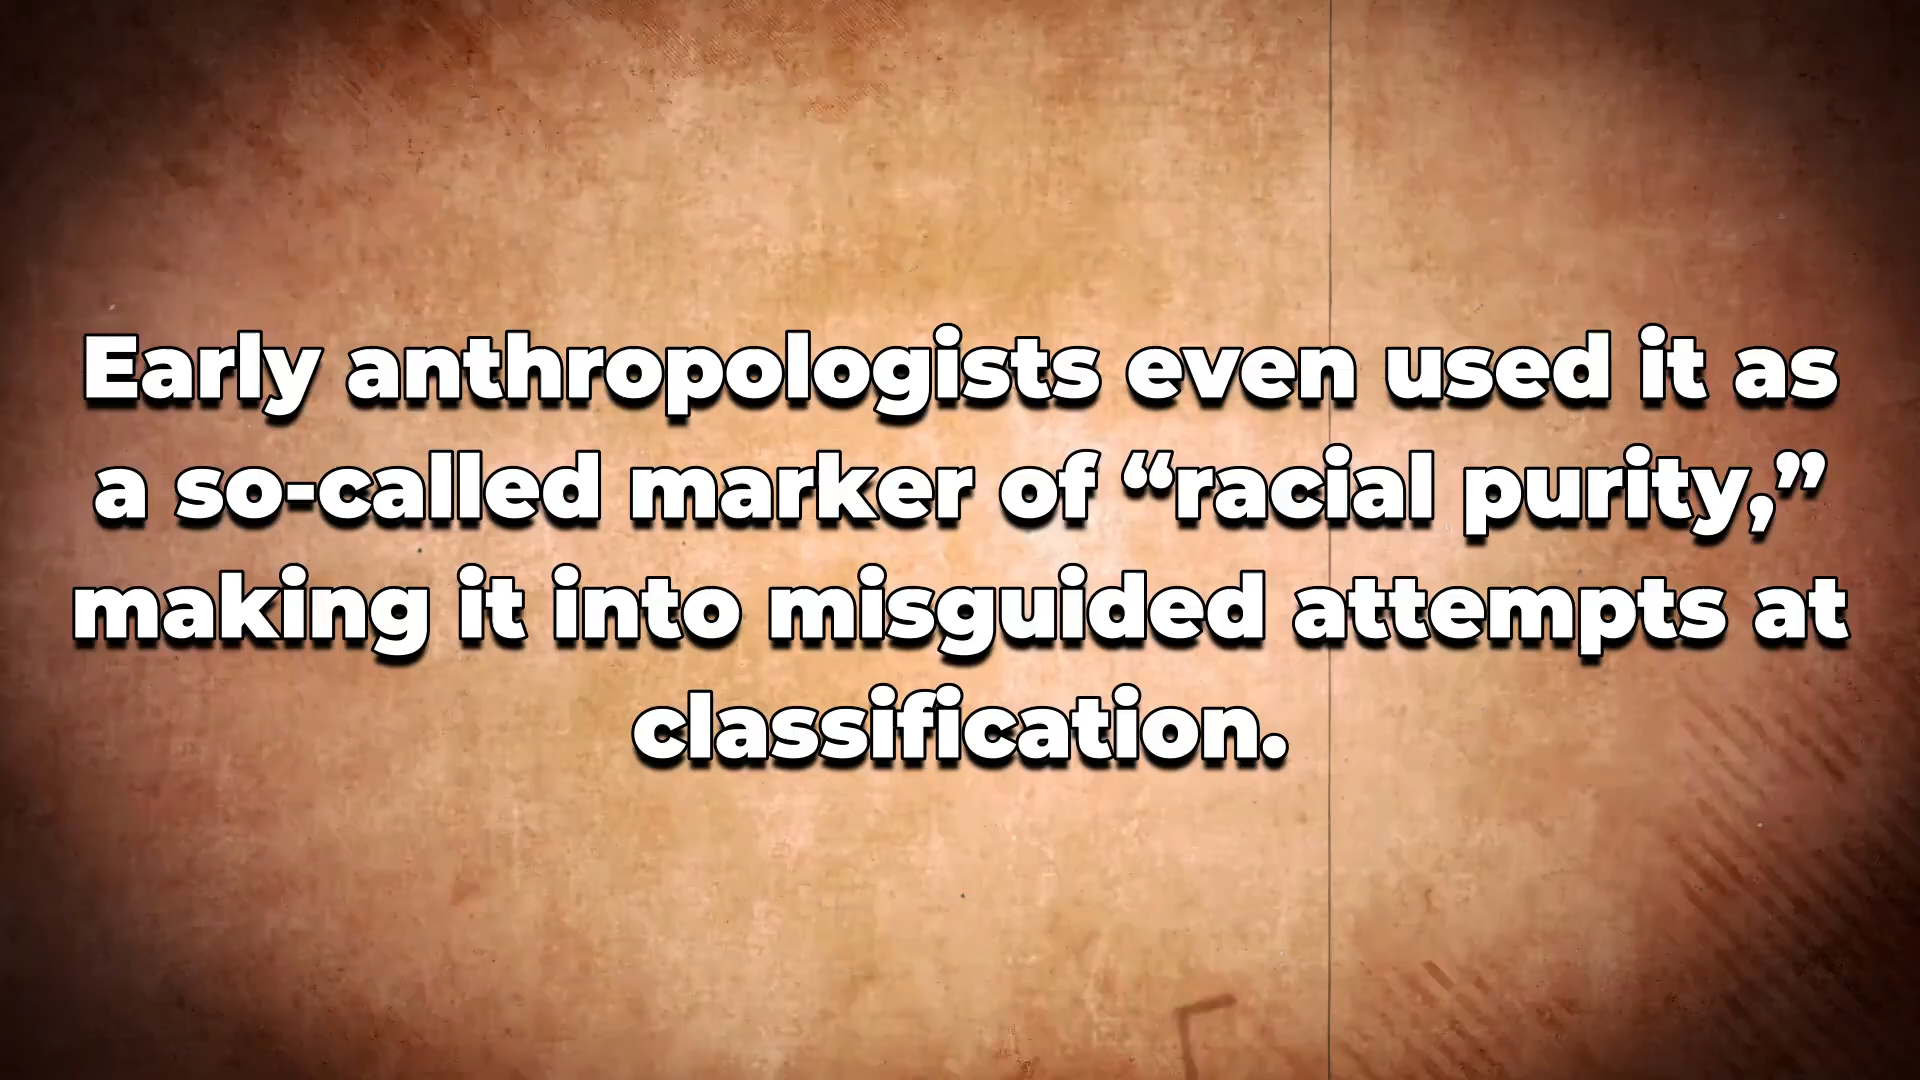 Early anthropologists even used it as
a so-called marker of “racial purity,”
making it into misguided attempts at
classification.